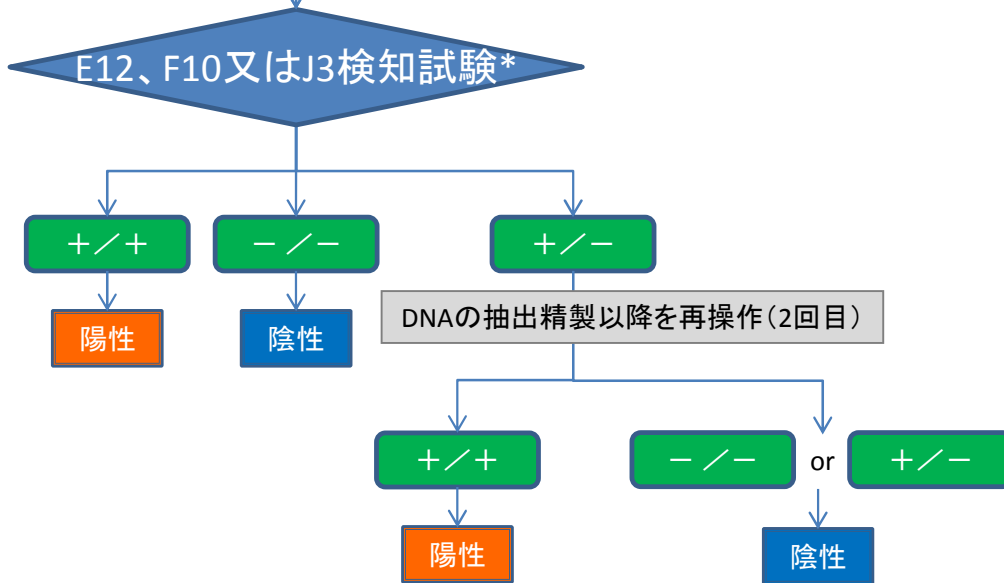 E12、F10又はJ3検知試験*
＋／＋
－／－
＋／－
陽性
陰性
DNAの抽出精製以降を再操作（2回目）
＋／＋
－／－
or
＋／－
陽性
陰性